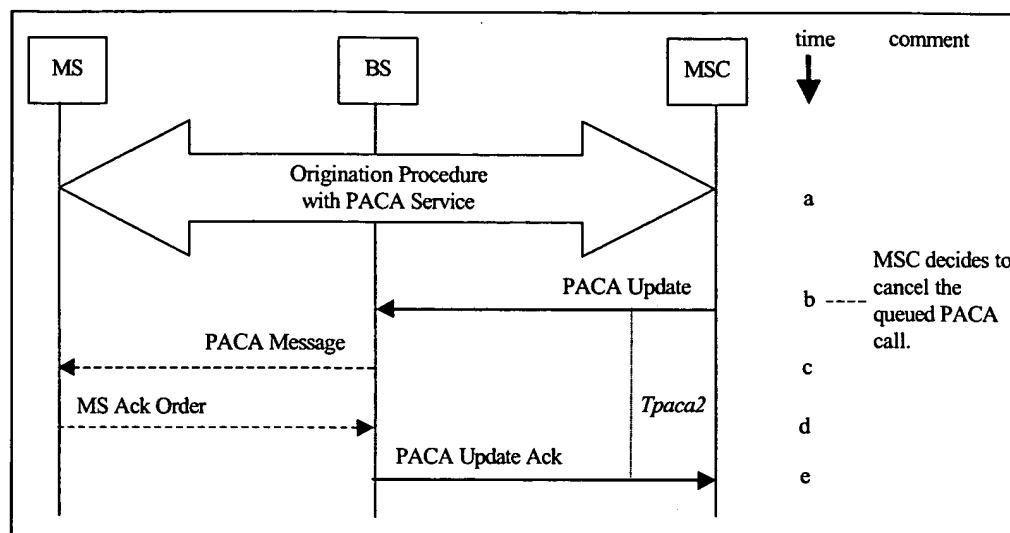 time comment
MS BS MSC
Origination Procedure
with PACA Service
a
MSC decides to
cancel the
queued PACA
call.
PACA Update
b
PACA Message
c
MS Ack Order
Tpaca2
d
PACA Update Ack
e